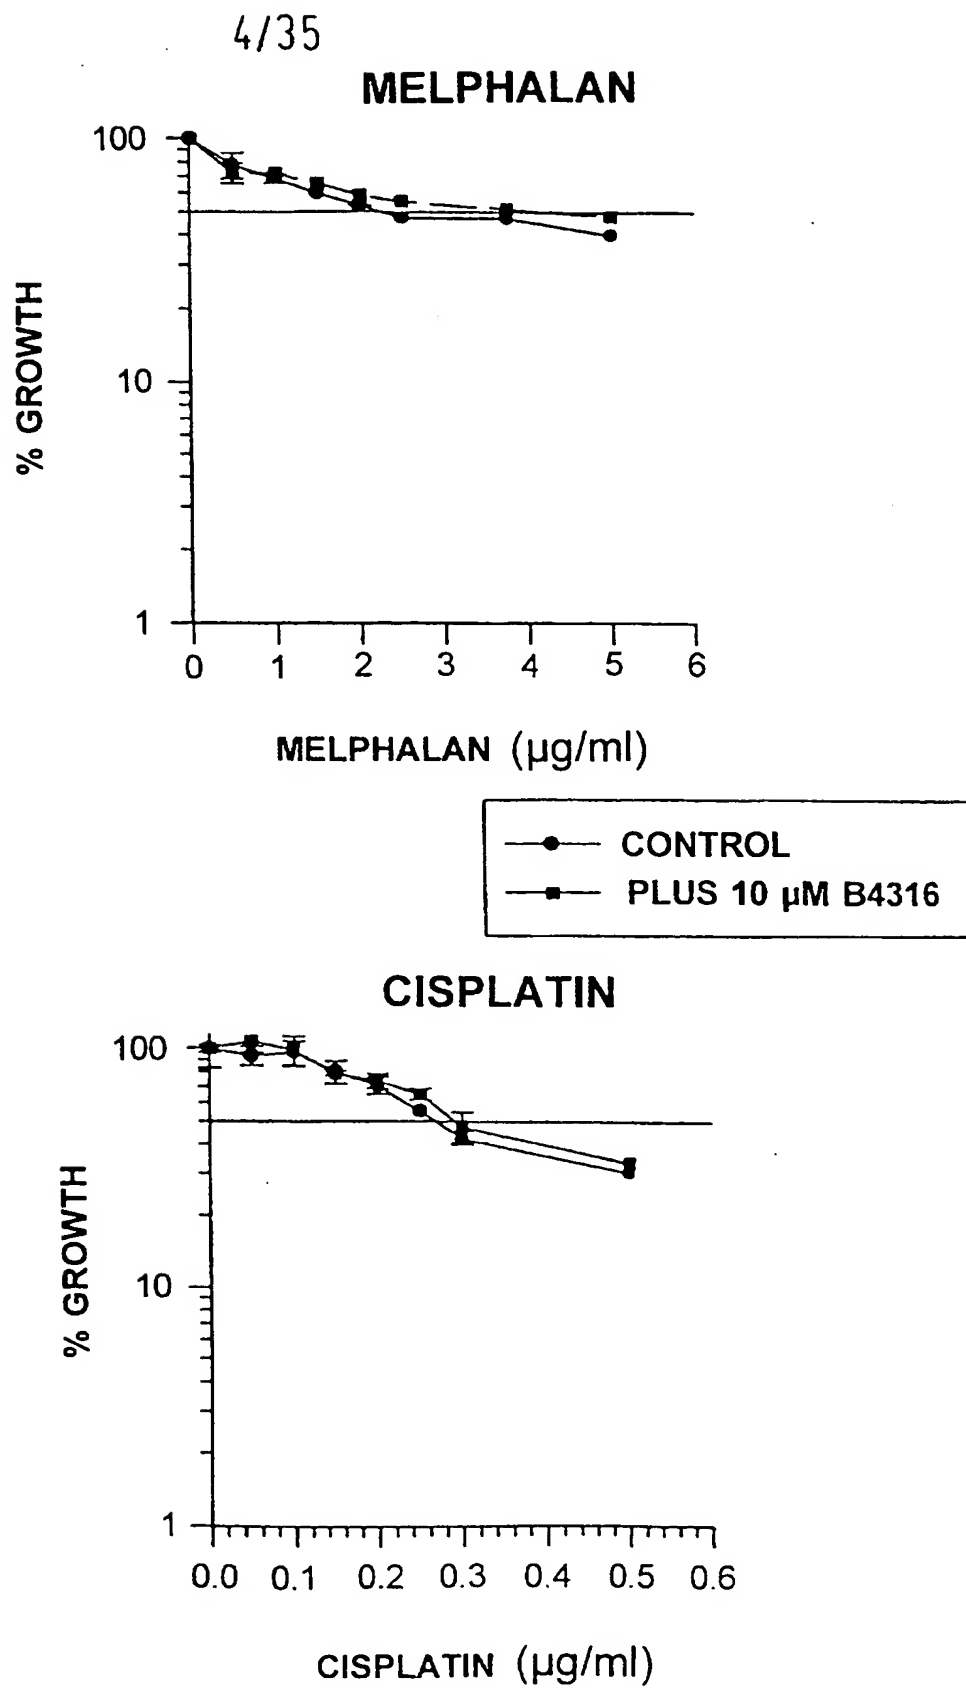 4/35
MELPHALAN
100
10
1
% GROWTH
0 1 2 3 4 5 6
MELPHALAN (µg/ml)
CONTROL
PLUS 10 µM B4316
CISPLATIN
100
10
1
% GROWTH
0.0 0.1 0.2 0.3 0.4 0.5 0.6
CISPLATIN (µg/ml)